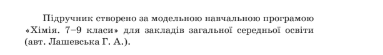 Підручник створено за модельною навчальною програмою
«Хімія. 7–9 класи» для закладів загальної середньої освіти
(авт. Лашевська Г. А.).